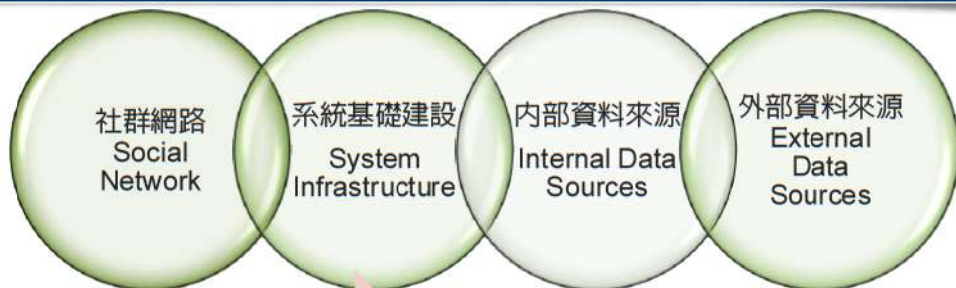 社群網路
Social
Network
系統基礎建設
System
Infrastructure
內部資料來源
Internal Data
Sources
外部資料來源
External
Data
Sources